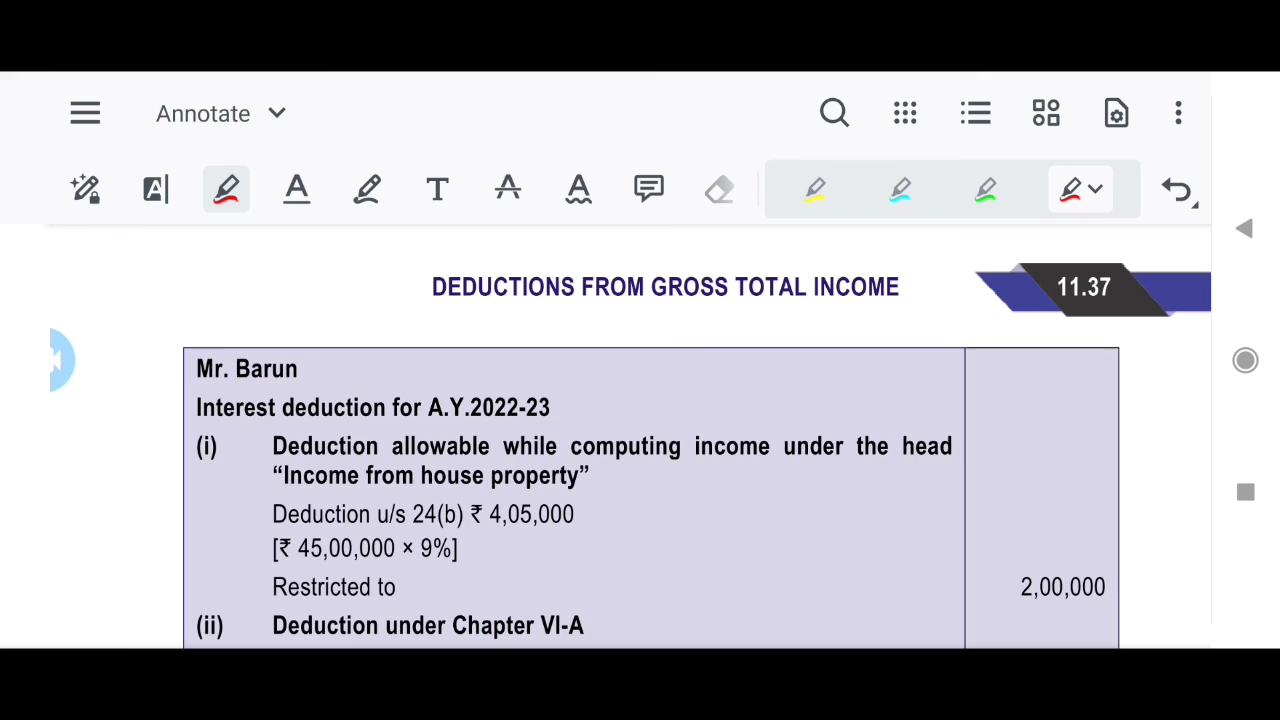 Annotate
DEDUCTIONS FROM GROSS TOTAL INCOME 11.37
Mr. Barun
Interest deduction for A.Y.2022-23
(i) Deduction allowable while computing income under the head
“Income from house property”
Deduction u/s 24(b) ₹ 4,05,000
[₹ 45,00,000 × 9%]
Restricted to 2,00,000
(ii) Deduction under Chapter VI-A